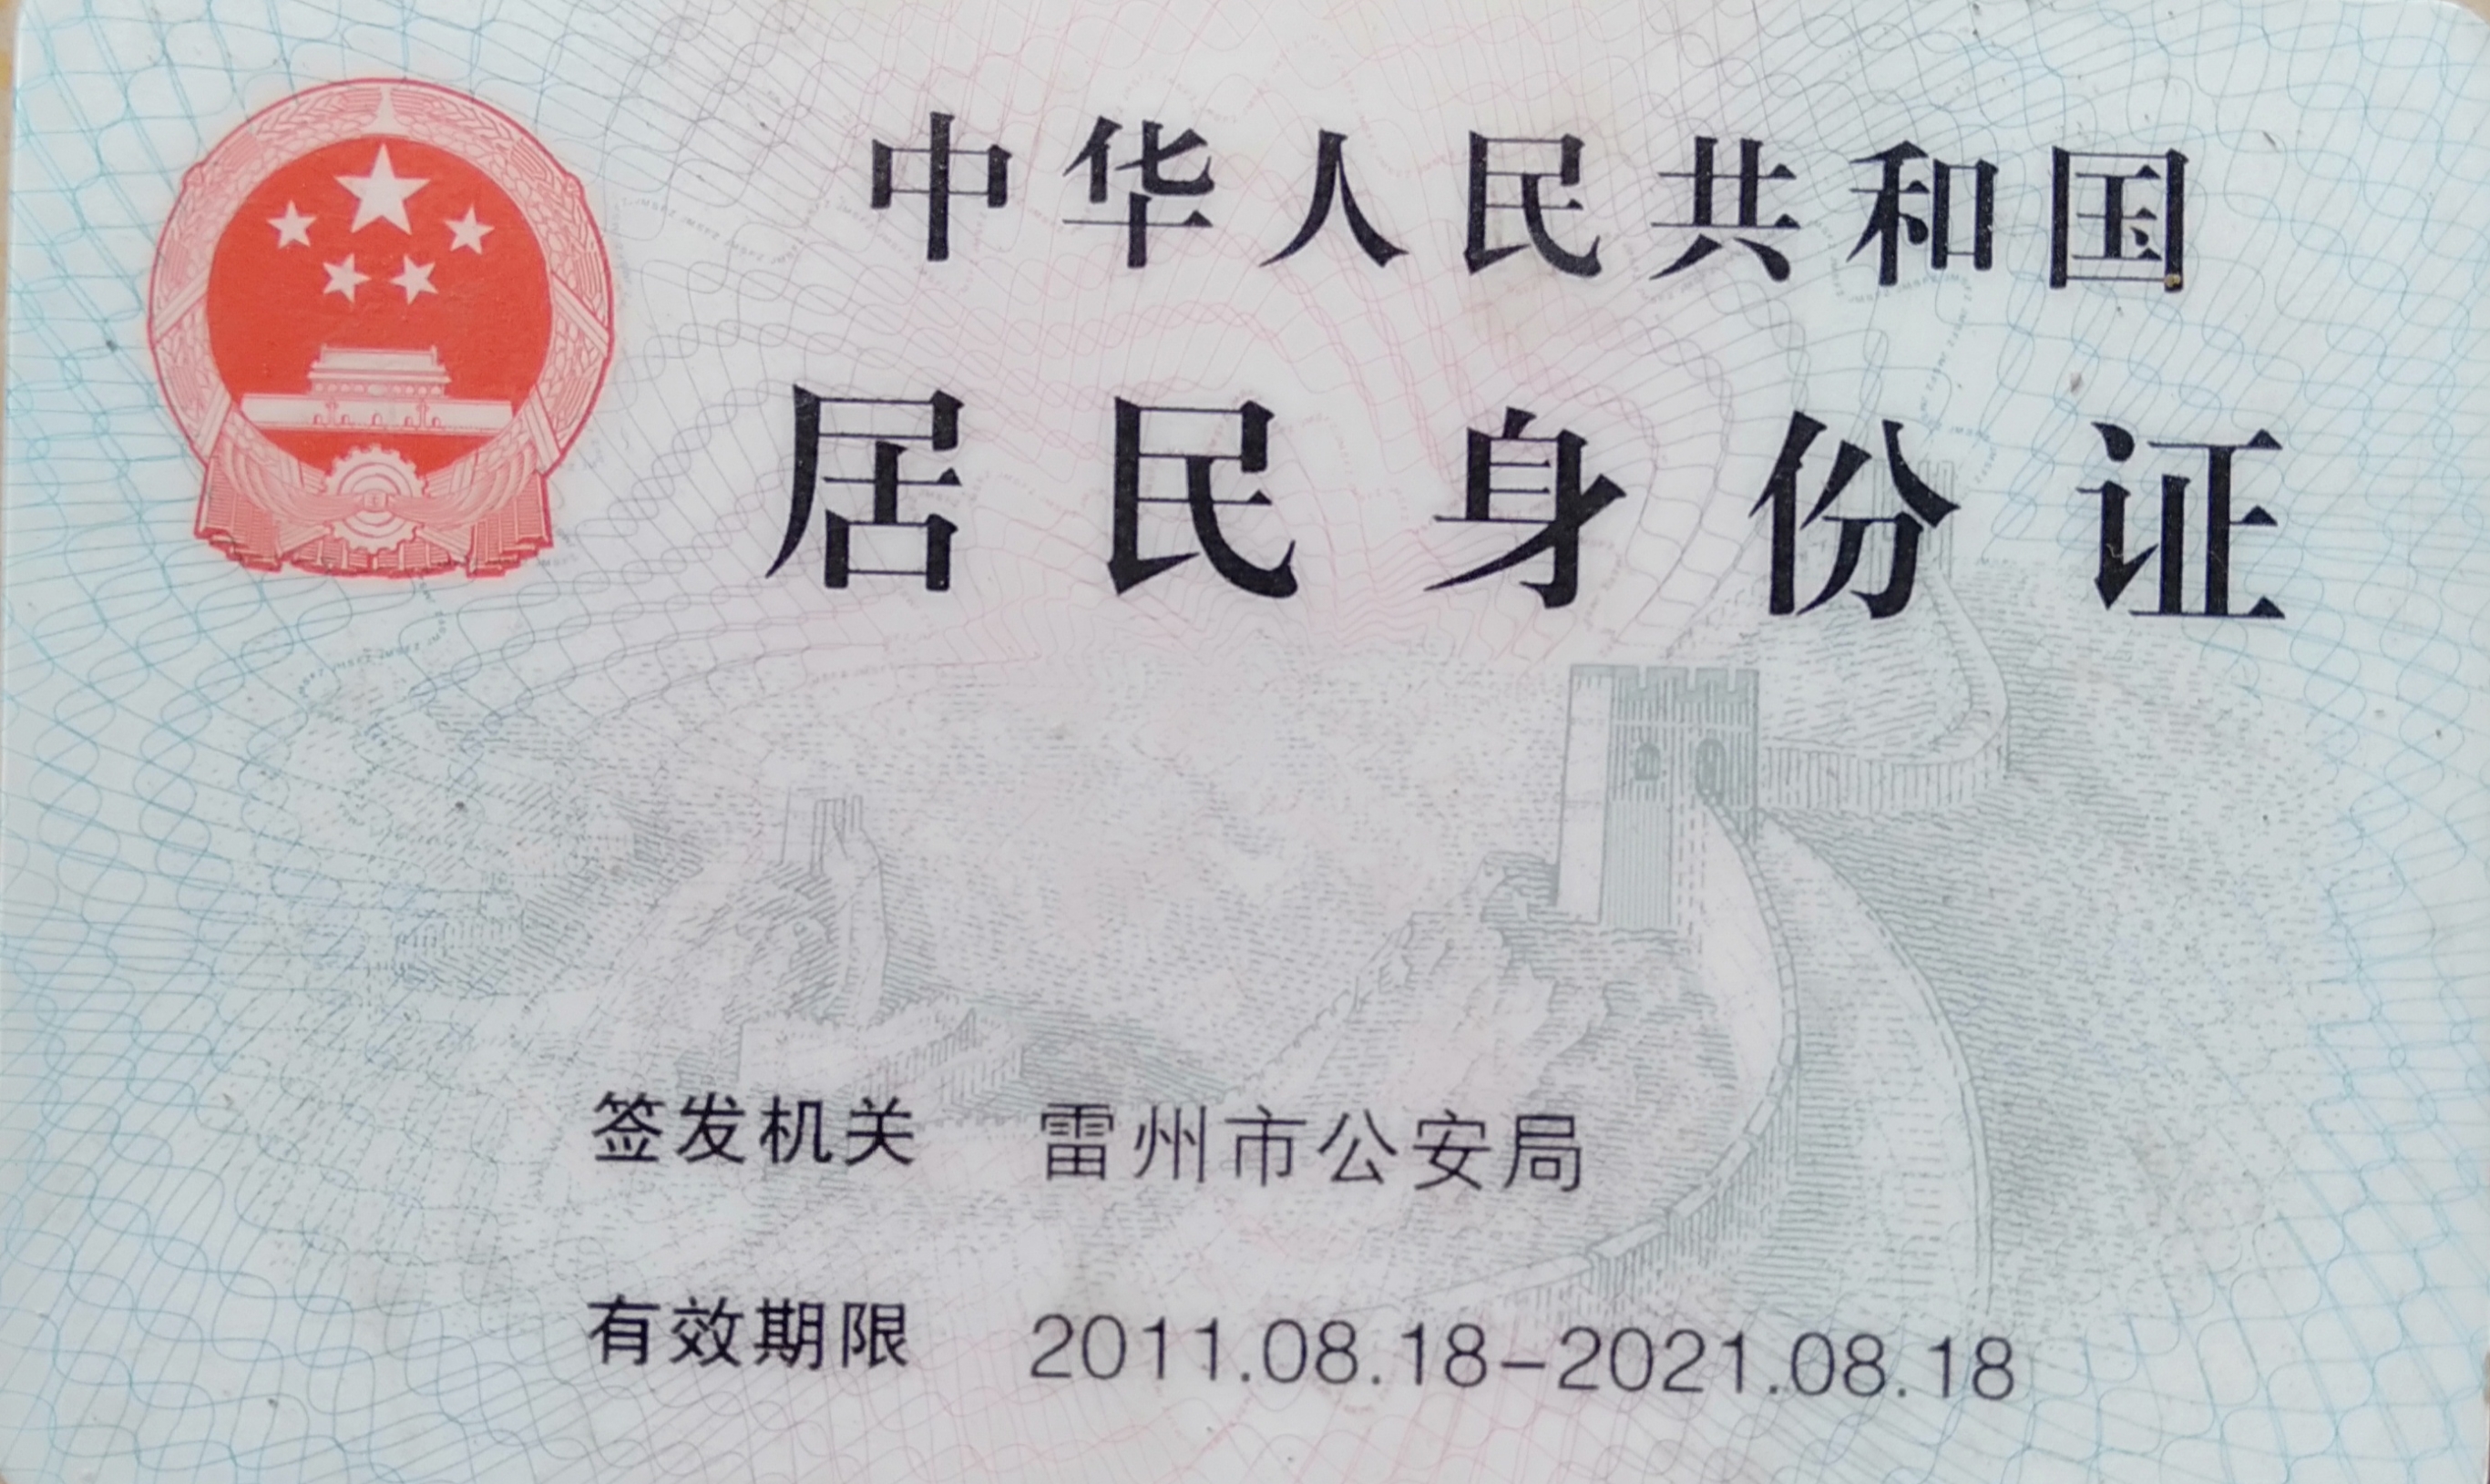 中华人民共和国
居民身份证
签发机关 雷州市公安局
有效期限 2011.08.18-2021.08.18